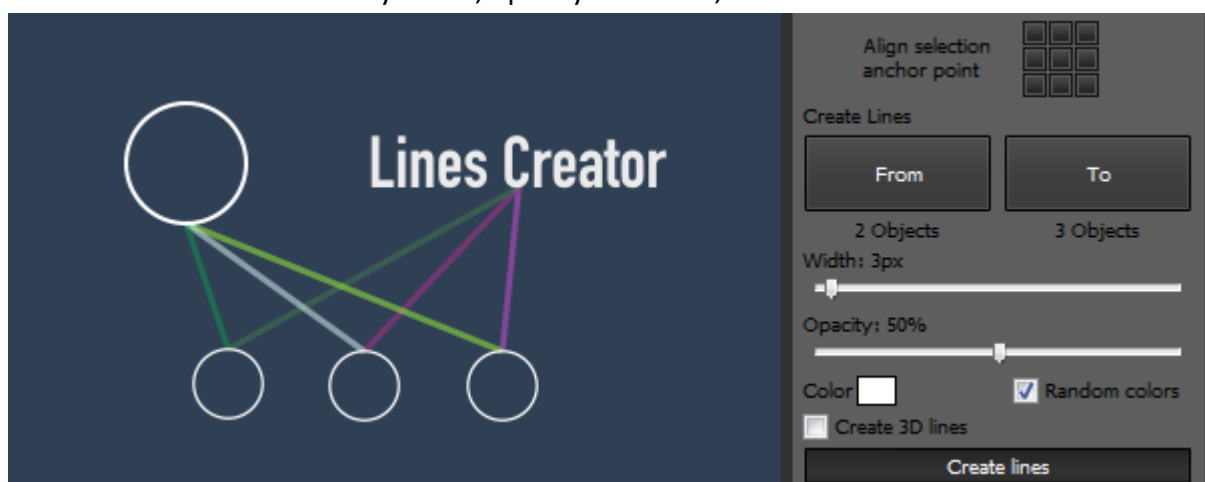 Align selection
anchor point
Lines Creator
Create Lines
From To
2 Objects 3 Objects
Width: 3px
Opacity: 50%
Color Random colors
Create 3D lines
Create lines